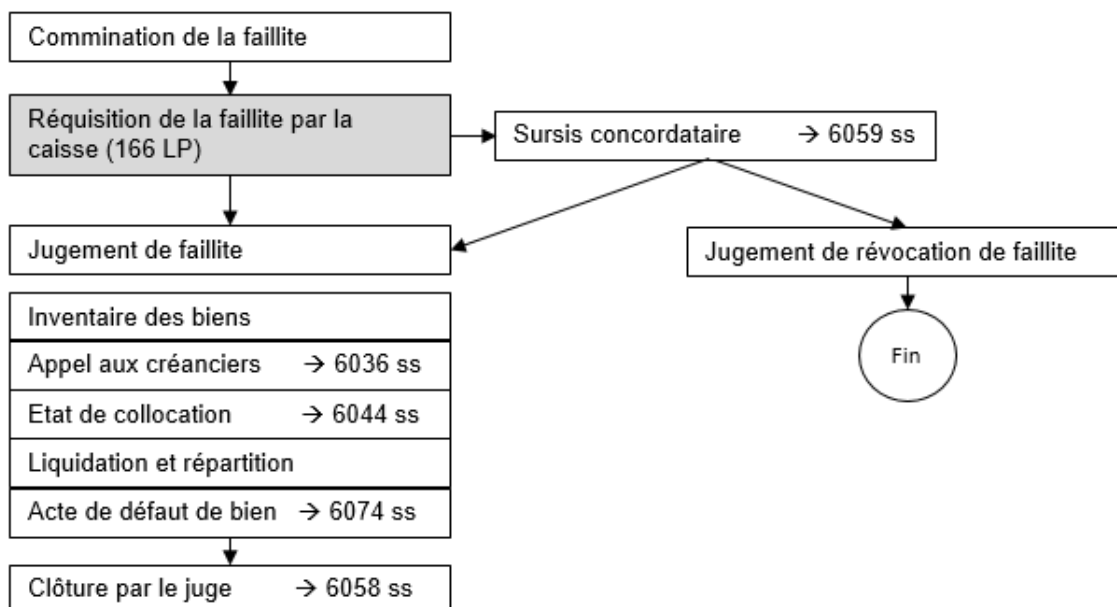 Commination de la faillite
Réquisition de la faillite par la
caisse (166 LP)
Sursis concordataire → 6059 ss
Jugement de faillite
Jugement de révocation de faillite
Inventaire des biens
Appel aux créanciers → 6036 ss
Fin
Etat de collocation → 6044 ss
Liquidation et répartition
Acte de défaut de bien → 6074 ss
Clôture par le juge → 6058 ss